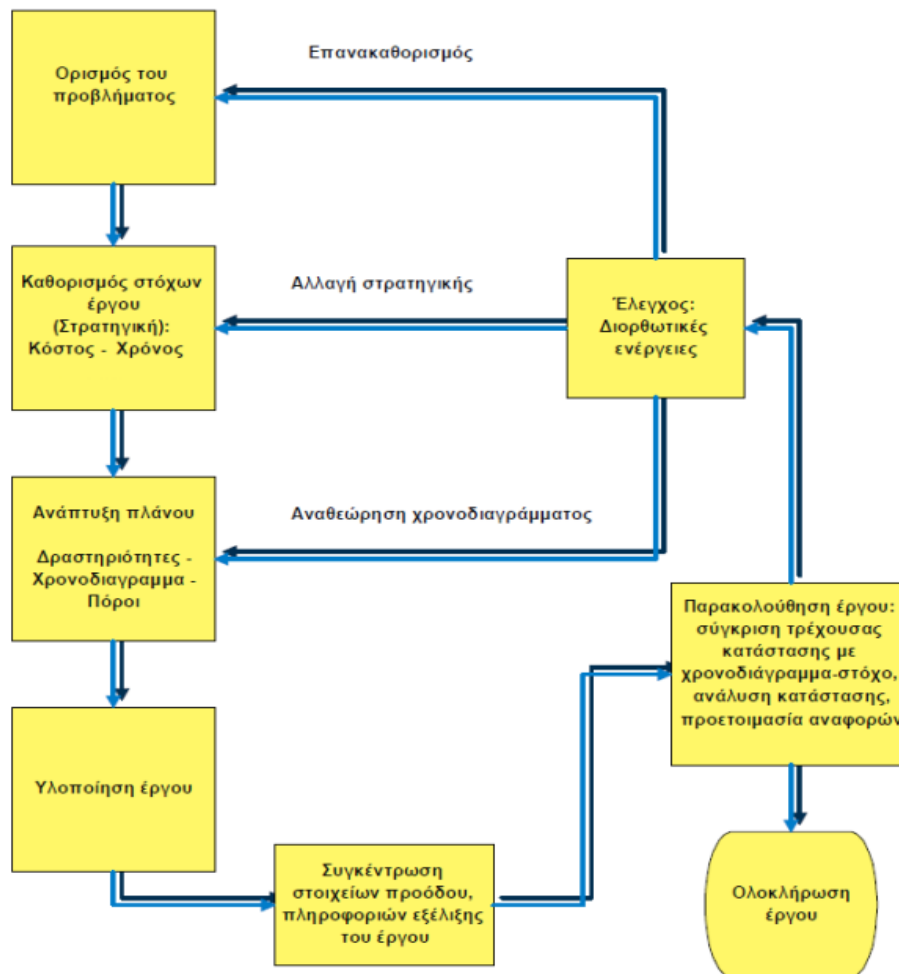 Επανακαθορισμός
Ορισμός του
προβλήματος
Καθορισμός στόχων
έργου
(Στρατηγική):
Κόστος - Χρόνος
Αλλαγή στρατηγικής
Έλεγχος:
Διορθωτικές
ενέργειες
Ανάπτυξη πλάνου
Δραστηριότητες -
Χρονοδιαγραμμα -
Πόροι
Αναθεώρηση χρονοδιαγράμματος
Παρακολούθηση έργου:
σύγκριση τρέχουσας
κατάστασης με
χρονοδιάγραμμα-στόχο,
ανάλυση κατάστασης,
προετοιμασία αναφορών
Υλοποίηση έργου
Συγκέντρωση
στοιχείων προόδου,
πληροφοριών εξέλιξης
του έργου
Ολοκλήρωση
έργου